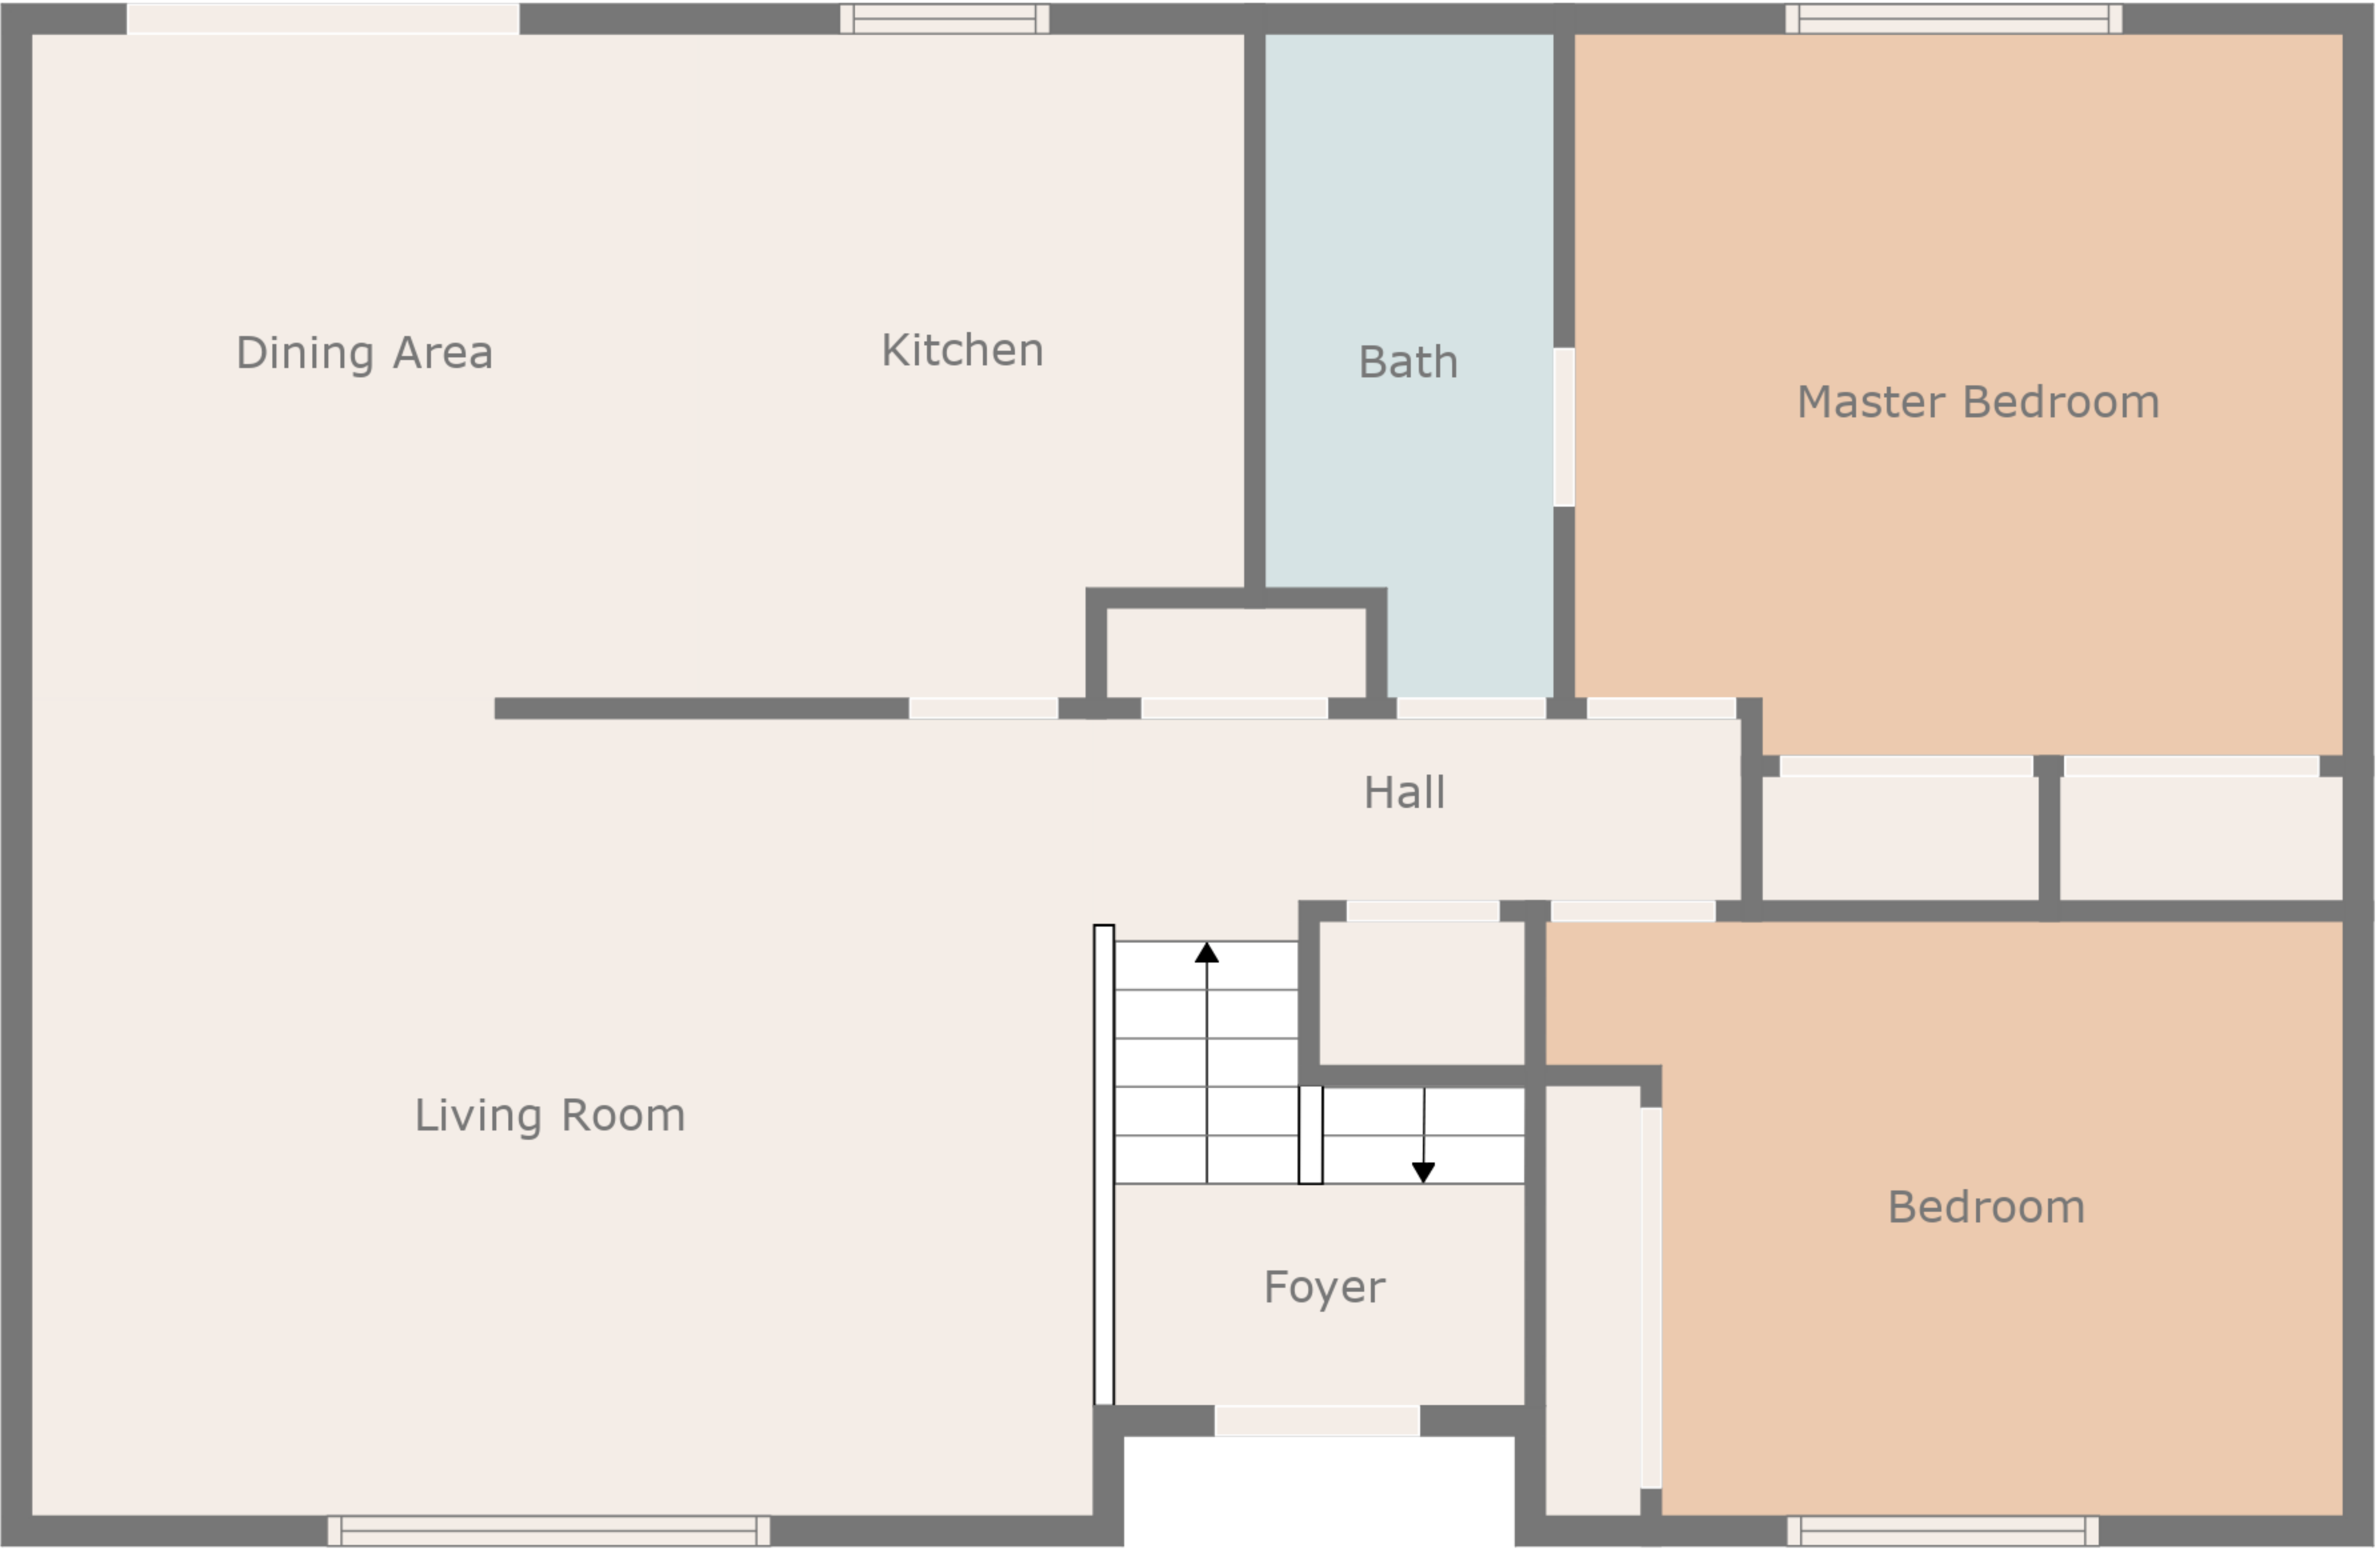 Dining Area
Kitchen
Bath
Master Bedroom
Hall
Living Room
Bedroom
Foyer